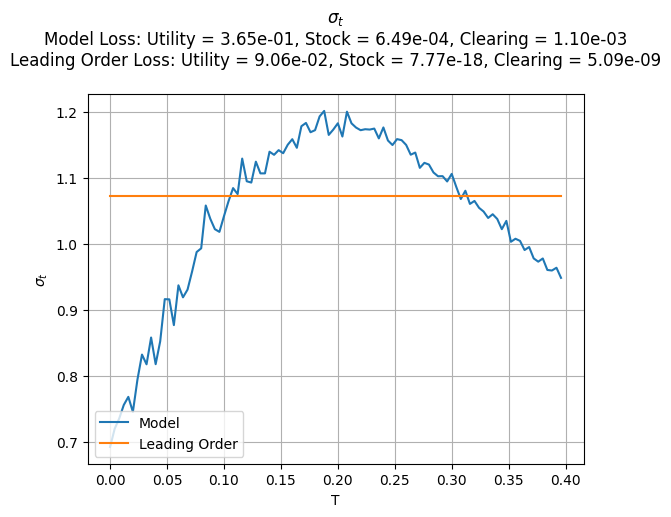 σₜ
Model Loss: Utility = 3.65e-01, Stock = 6.49e-04, Clearing = 1.10e-03
Leading Order Loss: Utility = 9.06e-02, Stock = 7.77e-18, Clearing = 5.09e-09
1.2
1.1
1.0
0.9
0.8
0.7
σₜ
Model
Leading Order
0.00 0.05 0.10 0.15 0.20 0.25 0.30 0.35 0.40
T